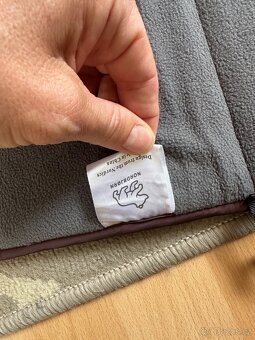 NORDBJØRN
Design from the Nordics
Made in China